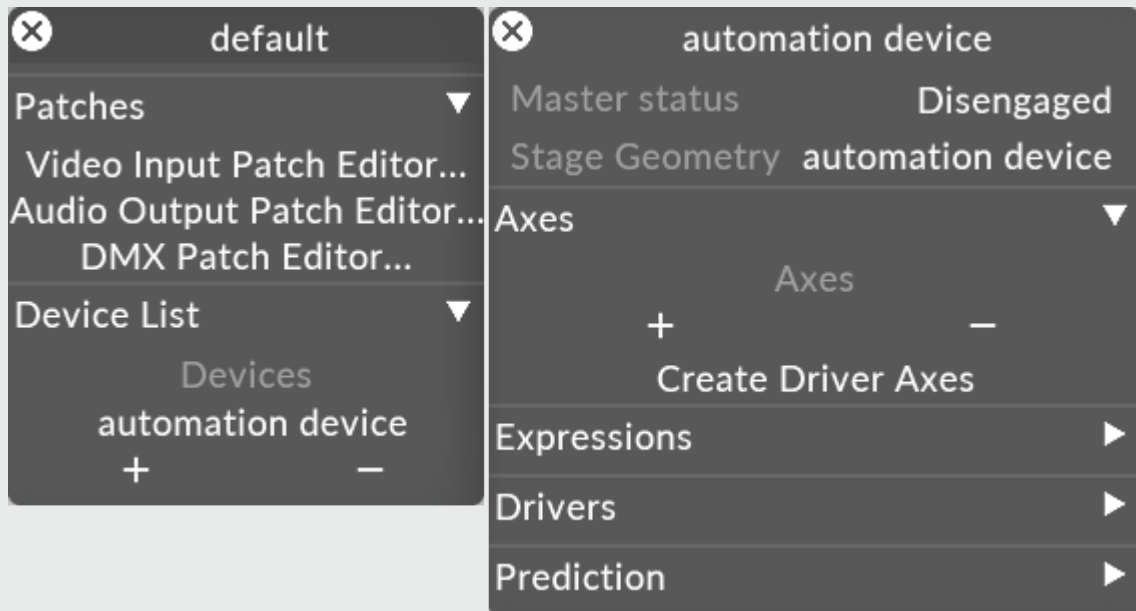 default
Patches
Video Input Patch Editor...
Audio Output Patch Editor...
DMX Patch Editor...
Device List
Devices
automation device
+ −
automation device
Master status Disengaged
Stage Geometry automation device
Axes
Axes
+ −
Create Driver Axes
Expressions
Drivers
Prediction